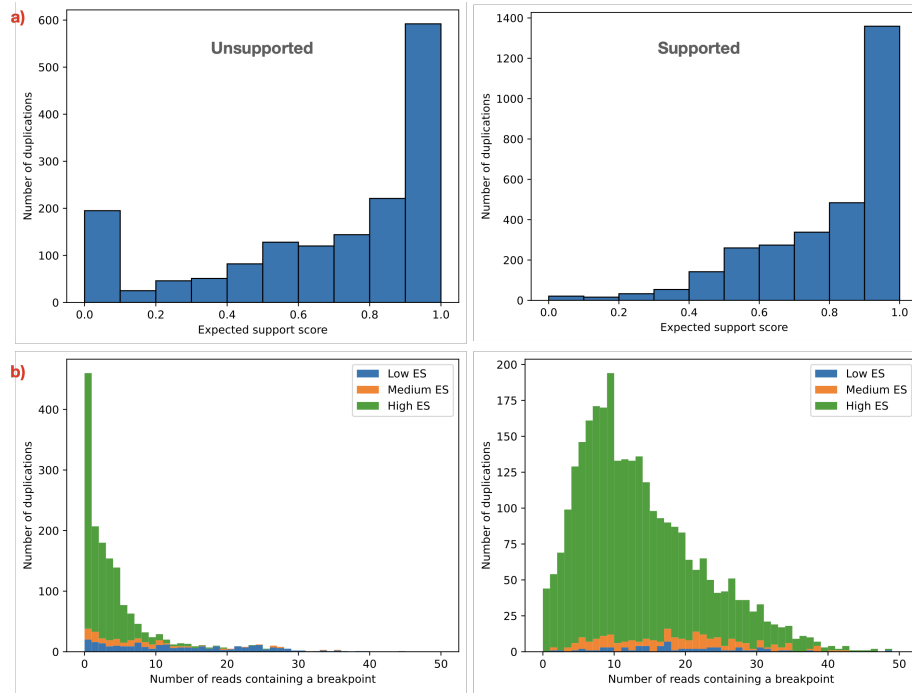 a)
Unsupported
Number of duplications
600
500
400
300
200
100
0
0.0 0.2 0.4 0.6 0.8 1.0
Expected support score
Supported
Number of duplications
1400
1200
1000
800
600
400
200
0
0.0 0.2 0.4 0.6 0.8 1.0
Expected support score
b)
Low ES
Medium ES
High ES
Number of duplications
400
300
200
100
0
0 10 20 30 40 50
Number of reads containing a breakpoint
Low ES
Medium ES
High ES
Number of duplications
200
175
150
125
100
75
50
25
0
0 10 20 30 40 50
Number of reads containing a breakpoint